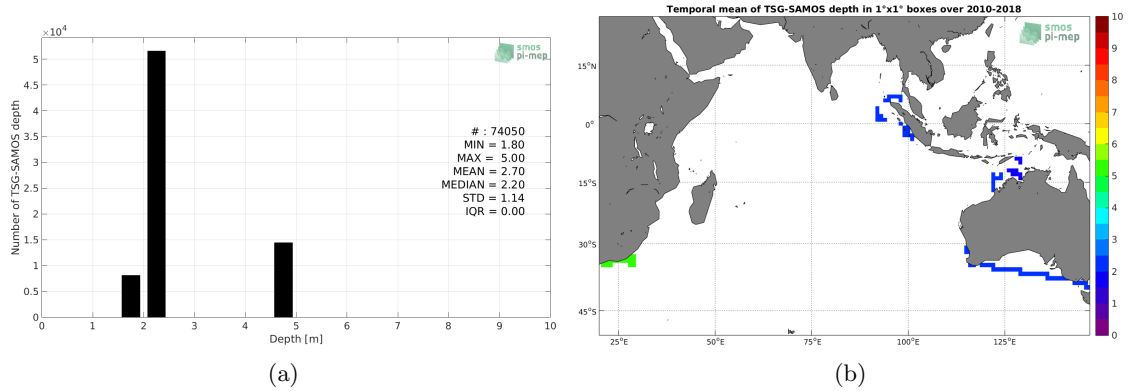 ×10⁴
5
4.5
4
3.5
3
2.5
2
1.5
1
0.5
0
Number of TSG-SAMOS depth
smos
pi-mep
# : 74050
MIN = 1.80
MAX = 5.00
MEAN = 2.70
MEDIAN = 2.20
STD = 1.14
IQR = 0.00
0 1 2 3 4 5 6 7 8 9 10
Depth [m]
(a)
Temporal mean of TSG-SAMOS depth in 1°x1° boxes over 2010-2018
smos
pi-mep
15°N
0°
15°S
30°S
45°S
25°E 50°E 75°E 100°E 125°E
10
9
8
7
6
5
4
3
2
1
0
(b)